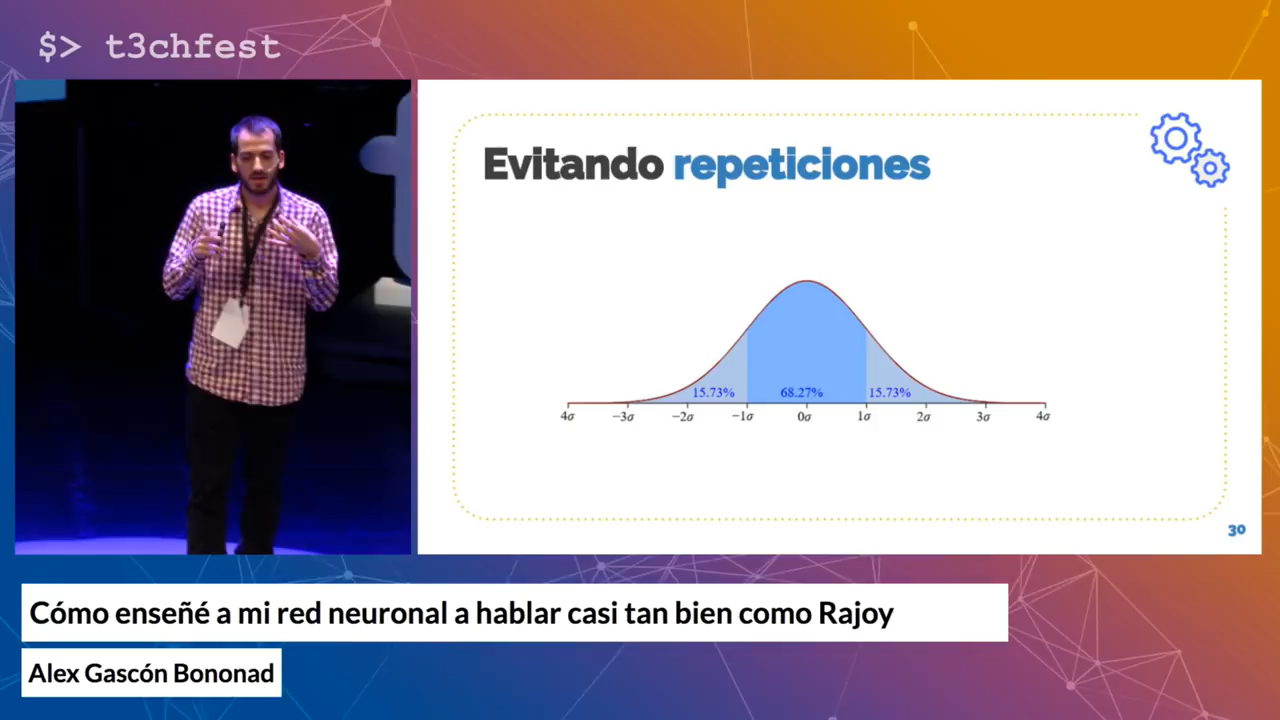 $> t3chfest
Evitando repeticiones
15.73% 68.27% 15.73%
4σ −3σ −2σ −1σ 0σ 1σ 2σ 3σ 4σ
30
Cómo enseñé a mi red neuronal a hablar casi tan bien como Rajoy
Alex Gascón Bononad